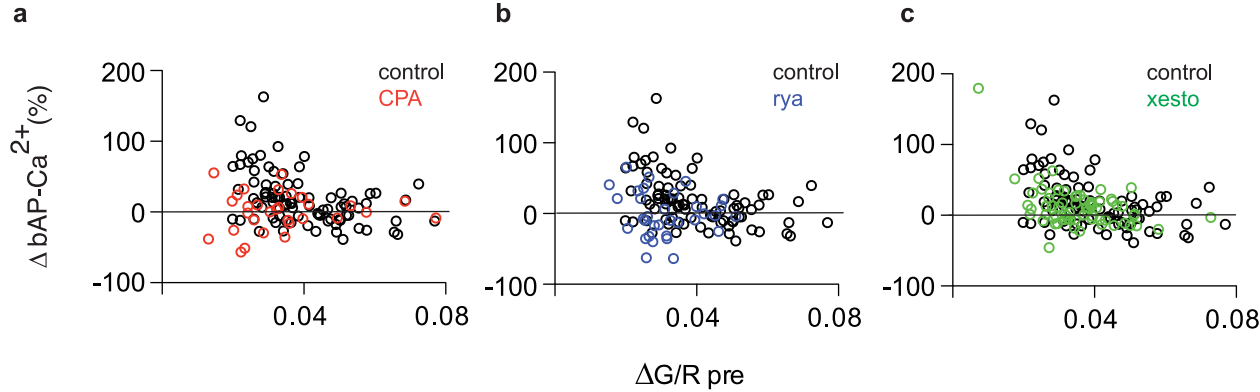 a
b
c
Δ bAP-Ca2+(%)
200
100
0
-100
0.04
0.08
control
CPA
200
100
0
-100
0.04
0.08
control
rya
200
100
0
-100
0.04
0.08
control
xesto
ΔG/R pre